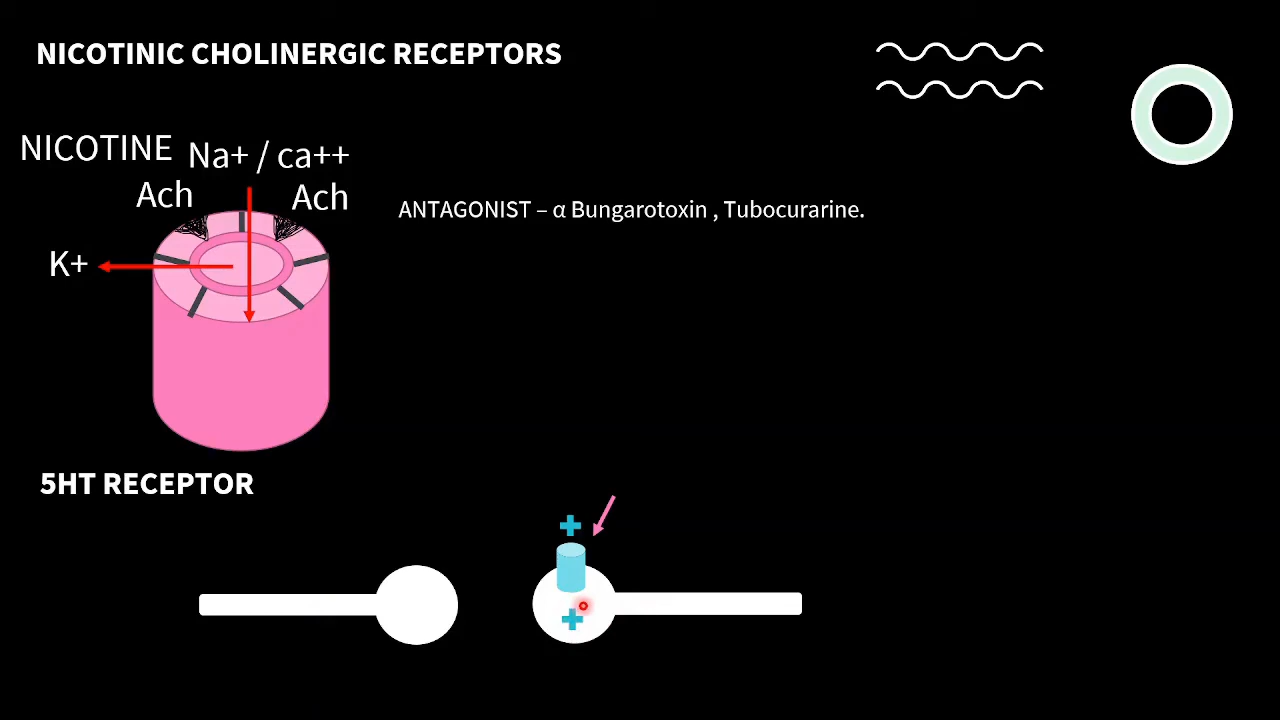 NICOTINIC CHOLINERGIC RECEPTORS
NICOTINE
Na+ / ca++
Ach
Ach
ANTAGONIST – α Bungarotoxin , Tubocurarine.
K+
5HT RECEPTOR